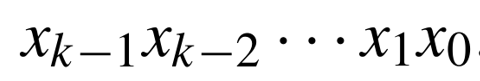 x_{k-1}x_{k-2} ⋯ x_1x_0.